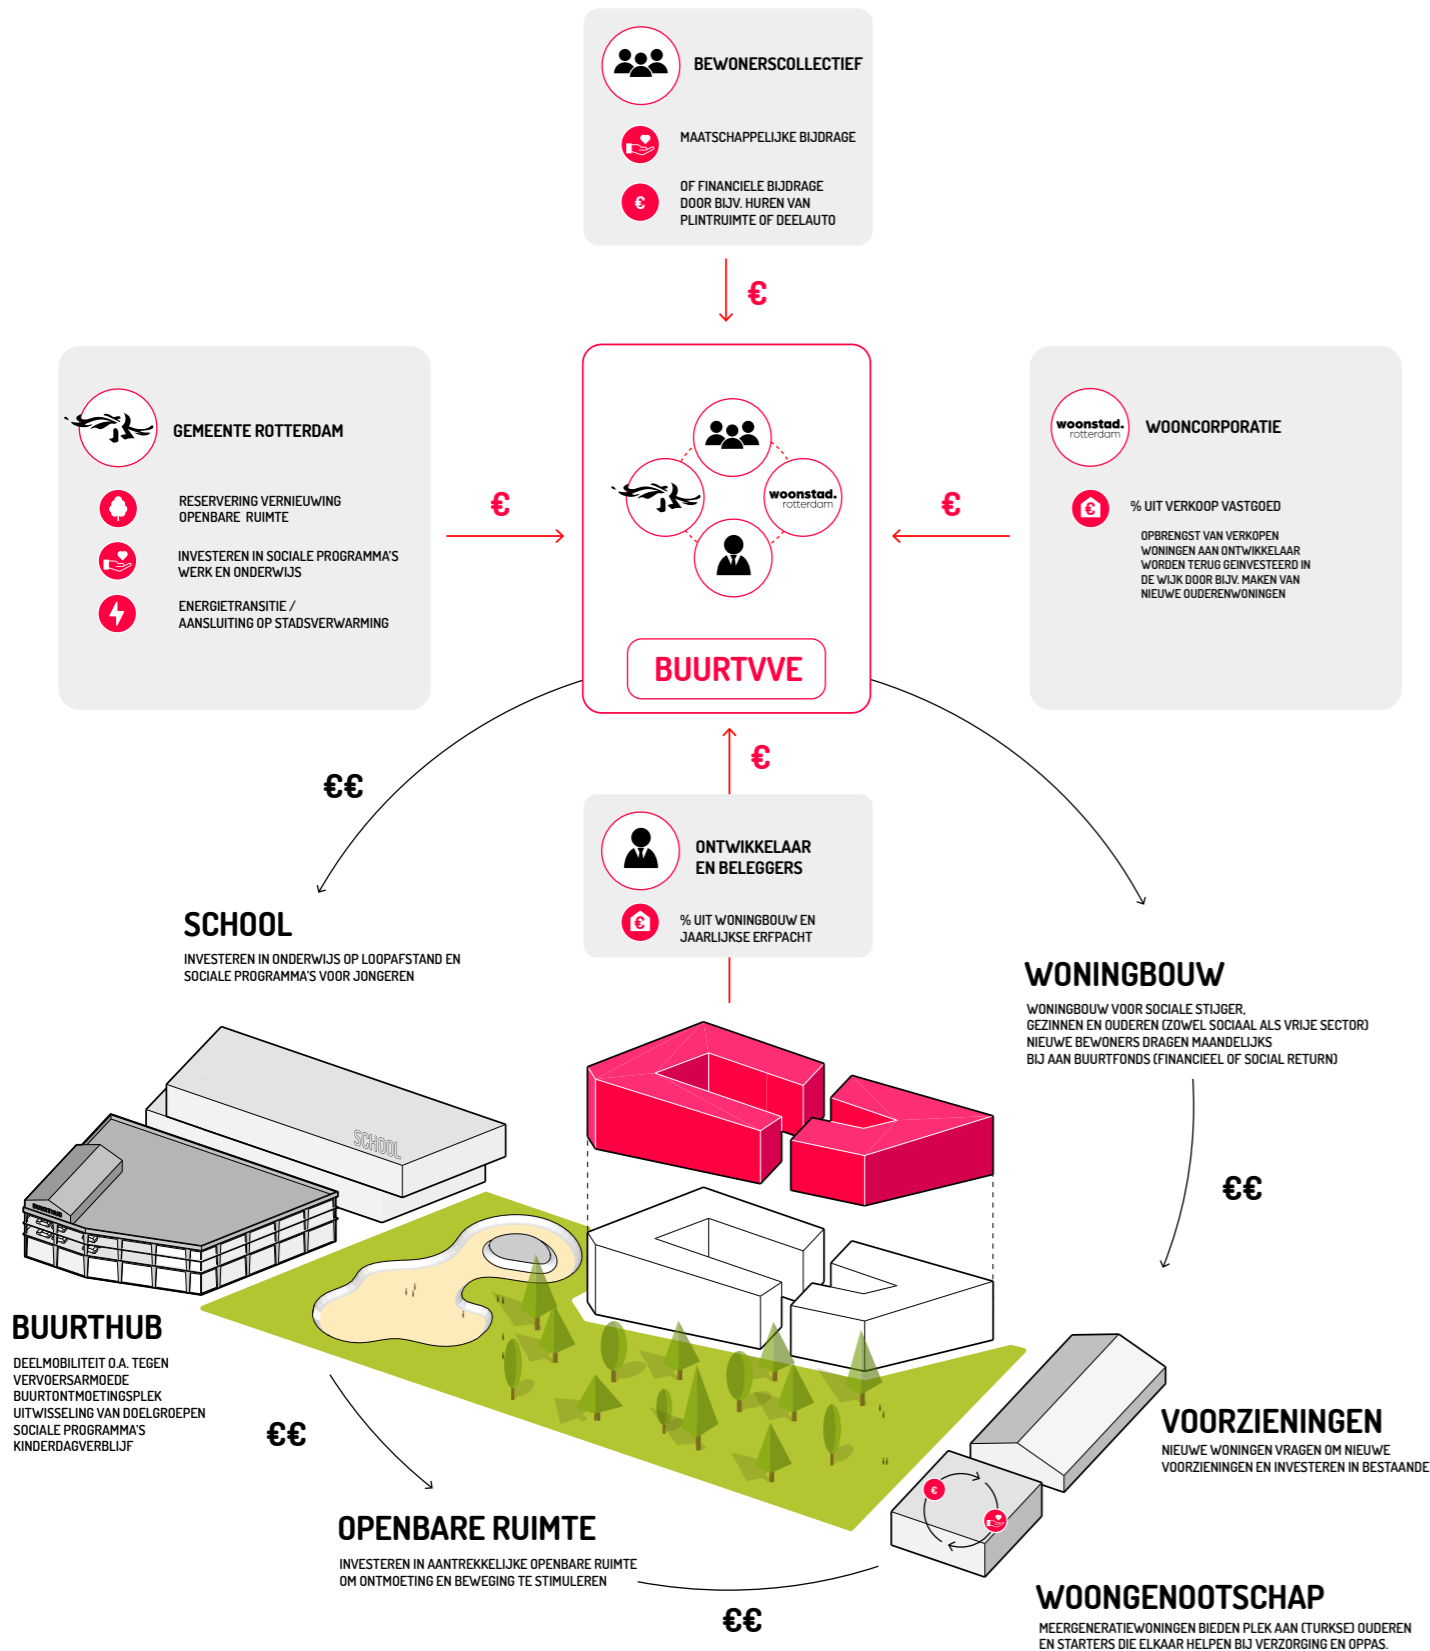 BEWONERSCOLLECTIEF
MAATSCHAPPELIJKE BIJDRAGE
€
OF FINANCIELE BIJDRAGE
DOOR BIJV. HUREN VAN
PLINTRUIMTE OF DEELAUTO
€
GEMEENTE ROTTERDAM
RESERVERING VERNIEUWING
OPENBARE RUIMTE
INVESTEREN IN SOCIALE PROGRAMMA'S
WERK EN ONDERWIJS
ENERGIETRANSITIE /
AANSLUITING OP STADSVERWARMING
€
woonstad.
rotterdam
BUURTVVE
€
woonstad.
rotterdam
WOONCORPORATIE
€
% UIT VERKOOP VASTGOED
OPBRENGST VAN VERKOPEN
WONINGEN AAN ONTWIKKELAAR
WORDEN TERUG GEINVESTEERD IN
DE WIJK DOOR BIJV. MAKEN VAN
NIEUWE OUDERENWONINGEN
€
€€
ONTWIKKELAAR
EN BELEGGERS
€
% UIT WONINGBOUW EN
JAARLIJKSE ERFPACHT
SCHOOL
INVESTEREN IN ONDERWIJS OP LOOPAFSTAND EN
SOCIALE PROGRAMMA'S VOOR JONGEREN
WONINGBOUW
WONINGBOUW VOOR SOCIALE STIJGER,
GEZINNEN EN OUDEREN (ZOWEL SOCIAAL ALS VRIJE SECTOR)
NIEUWE BEWONERS DRAGEN MAANDELIJKS
BIJ AAN BUURTFONDS (FINANCIEEL OF SOCIAL RETURN)
SCHOOL
BUURTHUB
€€
BUURTHUB
DEELMOBILITEIT O.A. TEGEN
VERVOERSARMOEDE
BUURTONTMOETINGSPLEK
UITWISSELING VAN DOELGROEPEN
SOCIALE PROGRAMMA'S
KINDERDAGVERBLIJF
€€
VOORZIENINGEN
NIEUWE WONINGEN VRAGEN OM NIEUWE
VOORZIENINGEN EN INVESTEREN IN BESTAANDE
€
OPENBARE RUIMTE
INVESTEREN IN AANTREKKELIJKE OPENBARE RUIMTE
OM ONTMOETING EN BEWEGING TE STIMULEREN
€€
WOONGENOOTSCHAP
MEERGENERATIEWONINGEN BIEDEN PLEK AAN (TURKSE) OUDEREN
EN STARTERS DIE ELKAAR HELPEN BIJ VERZORGING EN OPPAS.